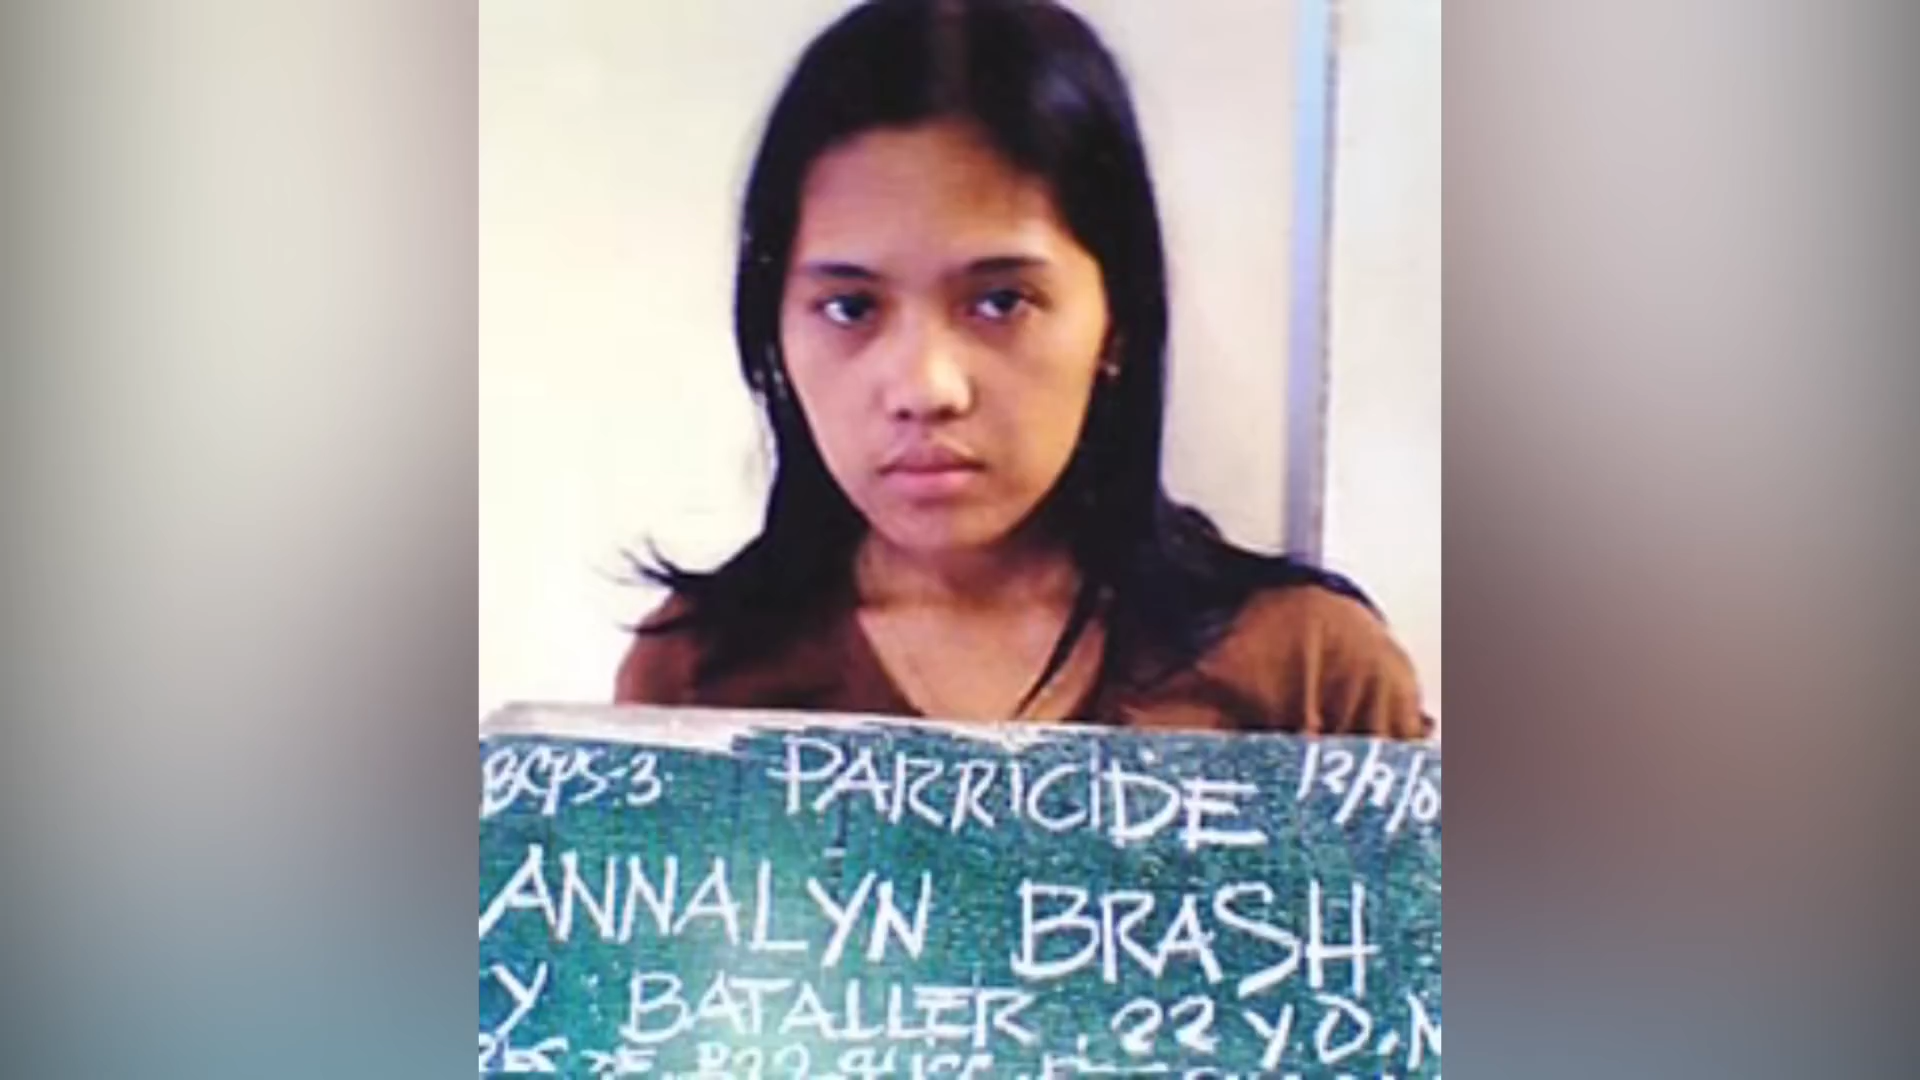 BCPS-3 PARRICIDE 12/9/0
ANNALYN BRASH
Y BATALLER 22 Y.O.